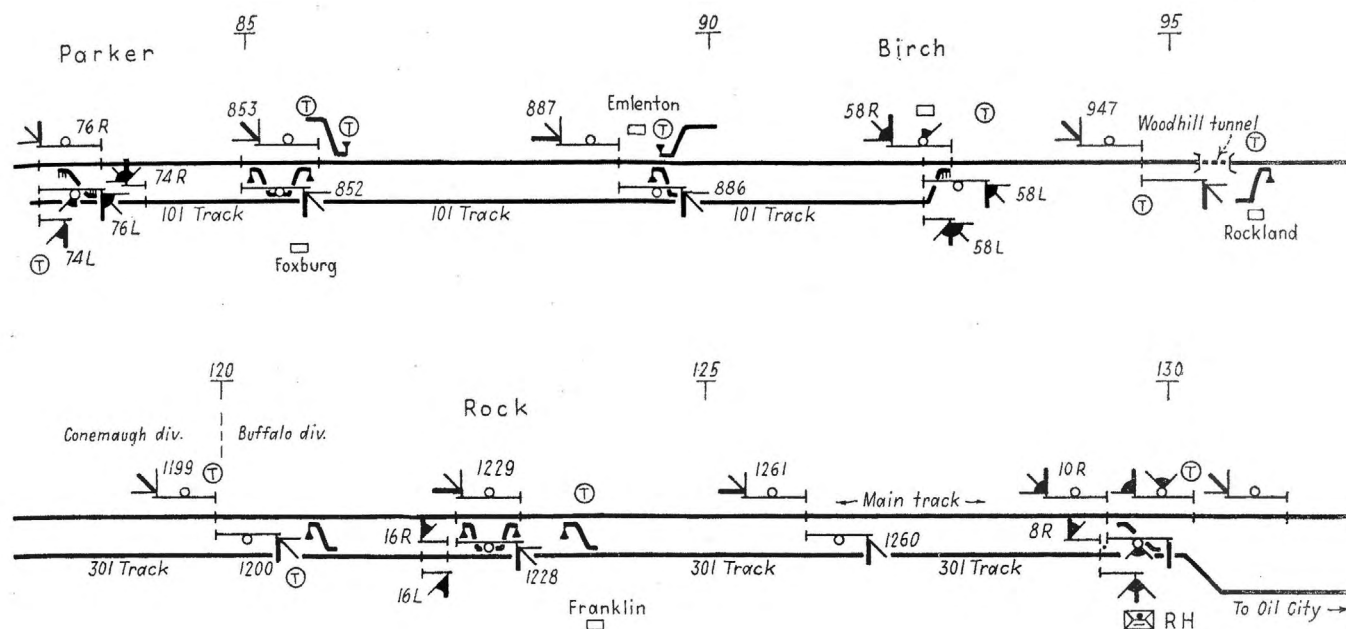 85
90
95
Parker
Birch
76R
853
T
T
887
Emlenton
T
58R
T
947
Woodhill tunnel
T
74R
852
886
58L
T
101 Track
101 Track
101 Track
76L
74L
T
Foxburg
58L
Rockland
120
125
130
Rock
Conemaugh div.
Buffalo div.
1199
T
1229
T
1261
← Main track →
10R
T
16R
8R
301 Track
1200
T
1228
301 Track
1260
301 Track
16L
Franklin
RH
To Oil City →